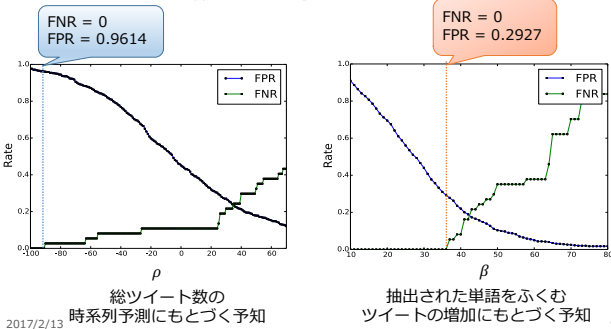 FNR = 0
FPR = 0.9614
FNR = 0
FPR = 0.2927
1.0
0.8
0.6
0.4
0.2
0.0
Rate
FPR
FNR
-100 -80 -60 -40 -20 0 20 40 60
ρ
1.0
0.8
0.6
0.4
0.2
0.0
Rate
FPR
FNR
10 20 30 40 50 60 70 80
β
総ツイート数の
時系列予測にもとづく予知
抽出された単語をふくむ
ツイートの増加にもとづく予知
2017/2/13